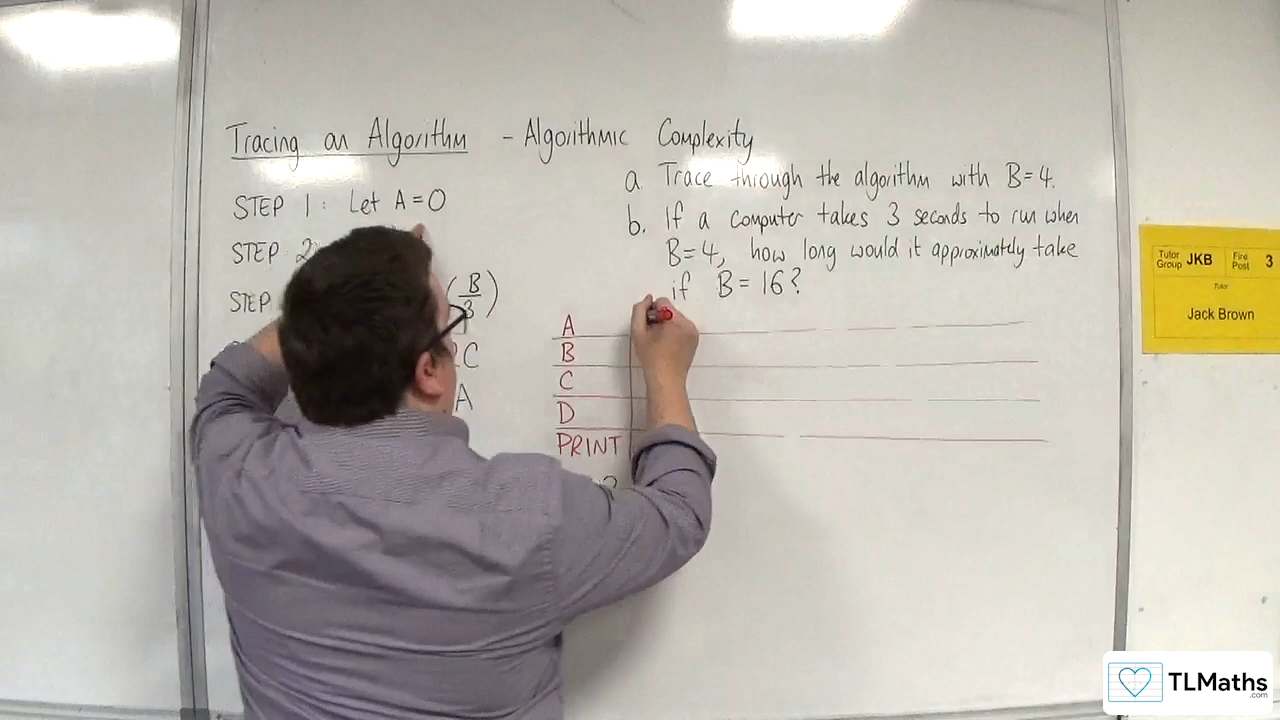 Tracing an Algorithm - Algorithmic Complexity
STEP 1: Let A=0
STEP 2
STEP
(B/3)
C
A
a. Trace through the algorithm with B=4.
b. If a computer takes 3 seconds to run when
B=4, how long would it approximately take
if B=16?
A
B
C
D
PRINT
Tutor Group JKB Fire Post 3
Tutor
Jack Brown
TLMaths
.com